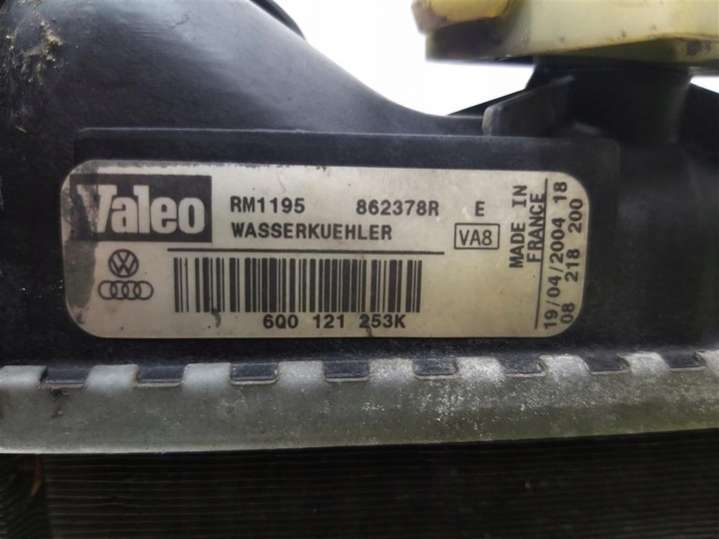 Valeo
RM1195 862378R E
WASSERKUEHLER VA8
6Q0 121 253K
MADE IN
FRANCE
19/04/2004 18
08 218 200